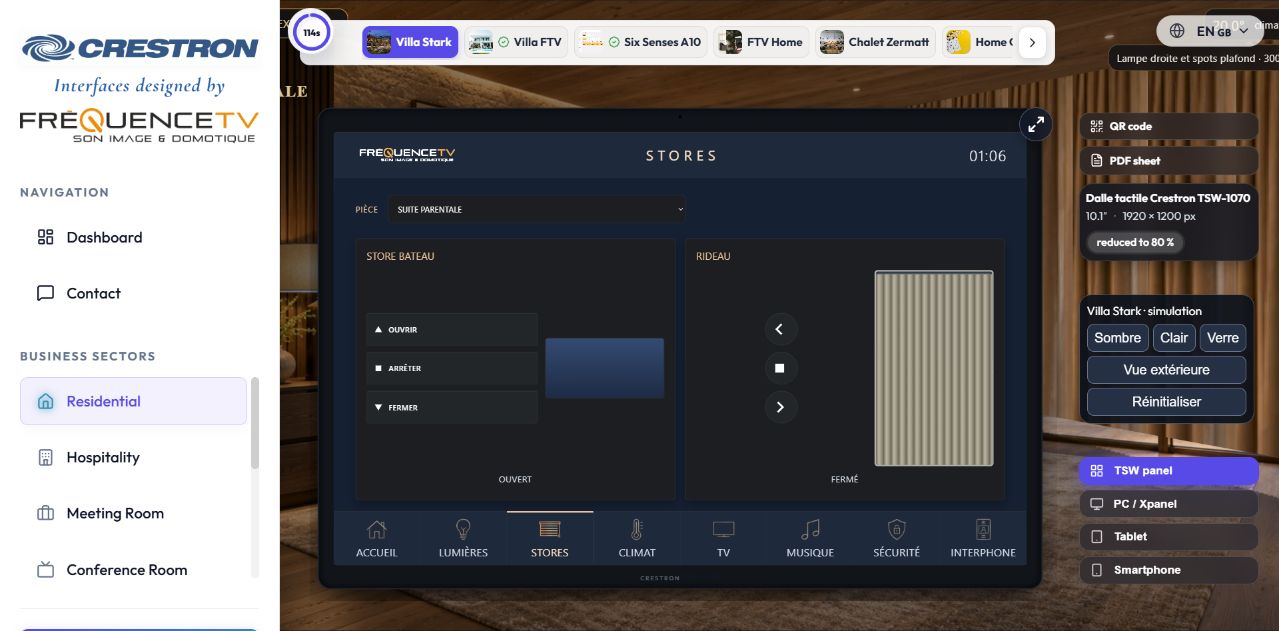 CRESTRON
Interfaces designed by
FRÉQUENCETV
SON IMAGE & DOMOTIQUE
NAVIGATION
Dashboard
Contact
BUSINESS SECTORS
Residential
Hospitality
Meeting Room
Conference Room
114s
Villa Stark
Villa FTV
Six Senses A10
FTV Home
Chalet Zermatt
Home
EN GB
20.0°
Lampe droite et spots plafond · 300
FREQUENCETV
SON IMAGE & DOMOTIQUE
STORES
01:06
PIÈCE
SUITE PARENTALE
STORE BATEAU
OUVRIR
ARRÊTER
FERMER
OUVERT
RIDEAU
FERMÉ
ACCUEIL
LUMIÈRES
STORES
CLIMAT
TV
MUSIQUE
SÉCURITÉ
INTERPHONE
CRESTRON
QR code
PDF sheet
Dalle tactile Crestron TSW-1070
10.1" · 1920 × 1200 px
reduced to 80 %
Villa Stark · simulation
Sombre Clair Verre
Vue extérieure
Réinitialiser
TSW panel
PC / Xpanel
Tablet
Smartphone